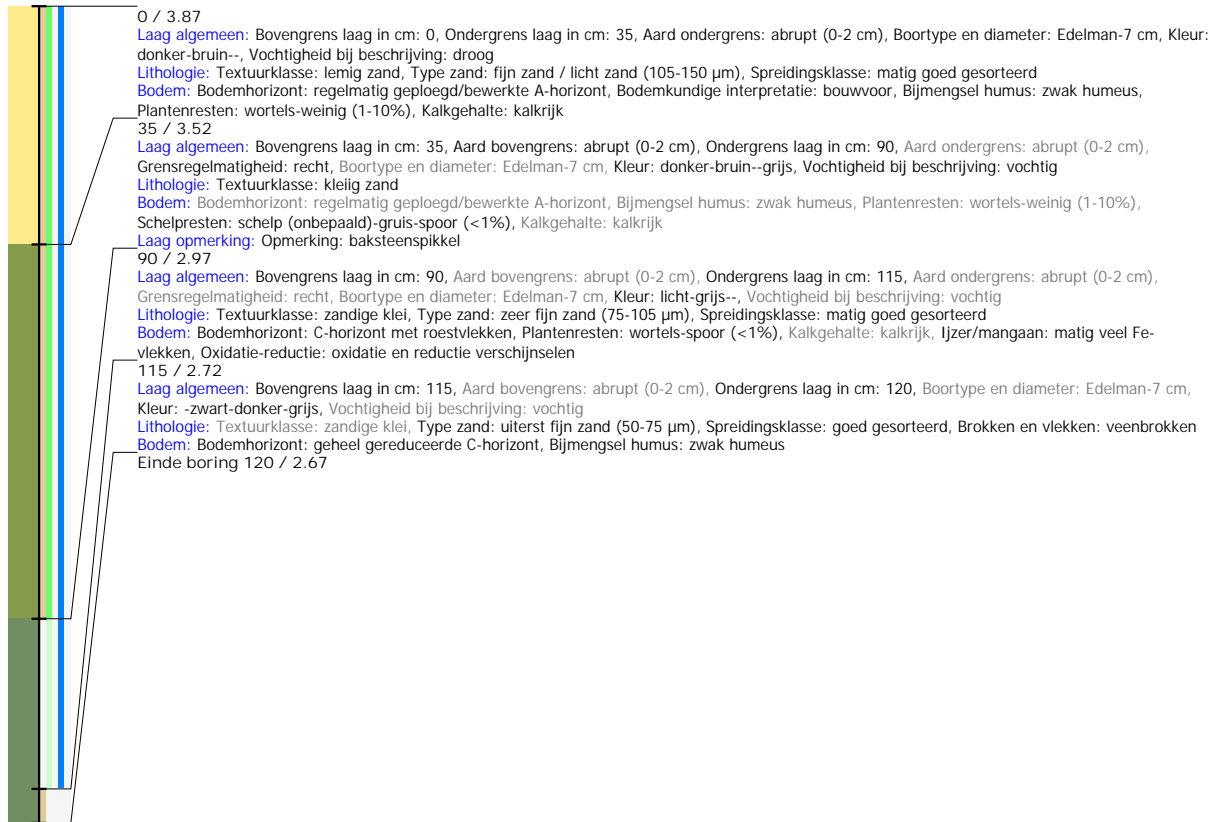 0 / 3.87
Laag algemeen: Bovengrens laag in cm: 0, Ondergrens laag in cm: 35, Aard ondergrens: abrupt (0-2 cm), Boortype en diameter: Edelman-7 cm, Kleur:
donker-bruin--, Vochtigheid bij beschrijving: droog
Lithologie: Textuurklasse: lemig zand, Type zand: fijn zand / licht zand (105-150 µm), Spreidingsklasse: matig goed gesorteerd
Bodem: Bodemhorizont: regelmatig geploegd/bewerkte A-horizont, Bodemkundige interpretatie: bouwvoor, Bijmengsel humus: zwak humeus,
Plantenresten: wortels-weinig (1-10%), Kalkgehalte: kalkrijk
35 / 3.52
Laag algemeen: Bovengrens laag in cm: 35, Aard bovengrens: abrupt (0-2 cm), Ondergrens laag in cm: 90, Aard ondergrens: abrupt (0-2 cm),
Grensregelmatigheid: recht, Boortype en diameter: Edelman-7 cm, Kleur: donker-bruin--grijs, Vochtigheid bij beschrijving: vochtig
Lithologie: Textuurklasse: kleiig zand
Bodem: Bodemhorizont: regelmatig geploegd/bewerkte A-horizont, Bijmengsel humus: zwak humeus, Plantenresten: wortels-weinig (1-10%),
Schelpresten: schelp (onbepaald)-gruis-spoor (<1%), Kalkgehalte: kalkrijk
Laag opmerking: Opmerking: baksteenspikkel
90 / 2.97
Laag algemeen: Bovengrens laag in cm: 90, Aard bovengrens: abrupt (0-2 cm), Ondergrens laag in cm: 115, Aard ondergrens: abrupt (0-2 cm),
Grensregelmatigheid: recht, Boortype en diameter: Edelman-7 cm, Kleur: licht-grijs--, Vochtigheid bij beschrijving: vochtig
Lithologie: Textuurklasse: zandige klei, Type zand: zeer fijn zand (75-105 µm), Spreidingsklasse: matig goed gesorteerd
Bodem: Bodemhorizont: C-horizont met roestvlekken, Plantenresten: wortels-spoor (<1%), Kalkgehalte: kalkrijk, Ijzer/mangaan: matig veel Fe-
vlekken, Oxidatie-reductie: oxidatie en reductie verschijnselen
115 / 2.72
Laag algemeen: Bovengrens laag in cm: 115, Aard bovengrens: abrupt (0-2 cm), Ondergrens laag in cm: 120, Boortype en diameter: Edelman-7 cm,
Kleur: -zwart-donker-grijs, Vochtigheid bij beschrijving: vochtig
Lithologie: Textuurklasse: zandige klei, Type zand: uiterst fijn zand (50-75 µm), Spreidingsklasse: goed gesorteerd, Brokken en vlekken: veenbrokken
Bodem: Bodemhorizont: geheel gereduceerde C-horizont, Bijmengsel humus: zwak humeus
Einde boring 120 / 2.67